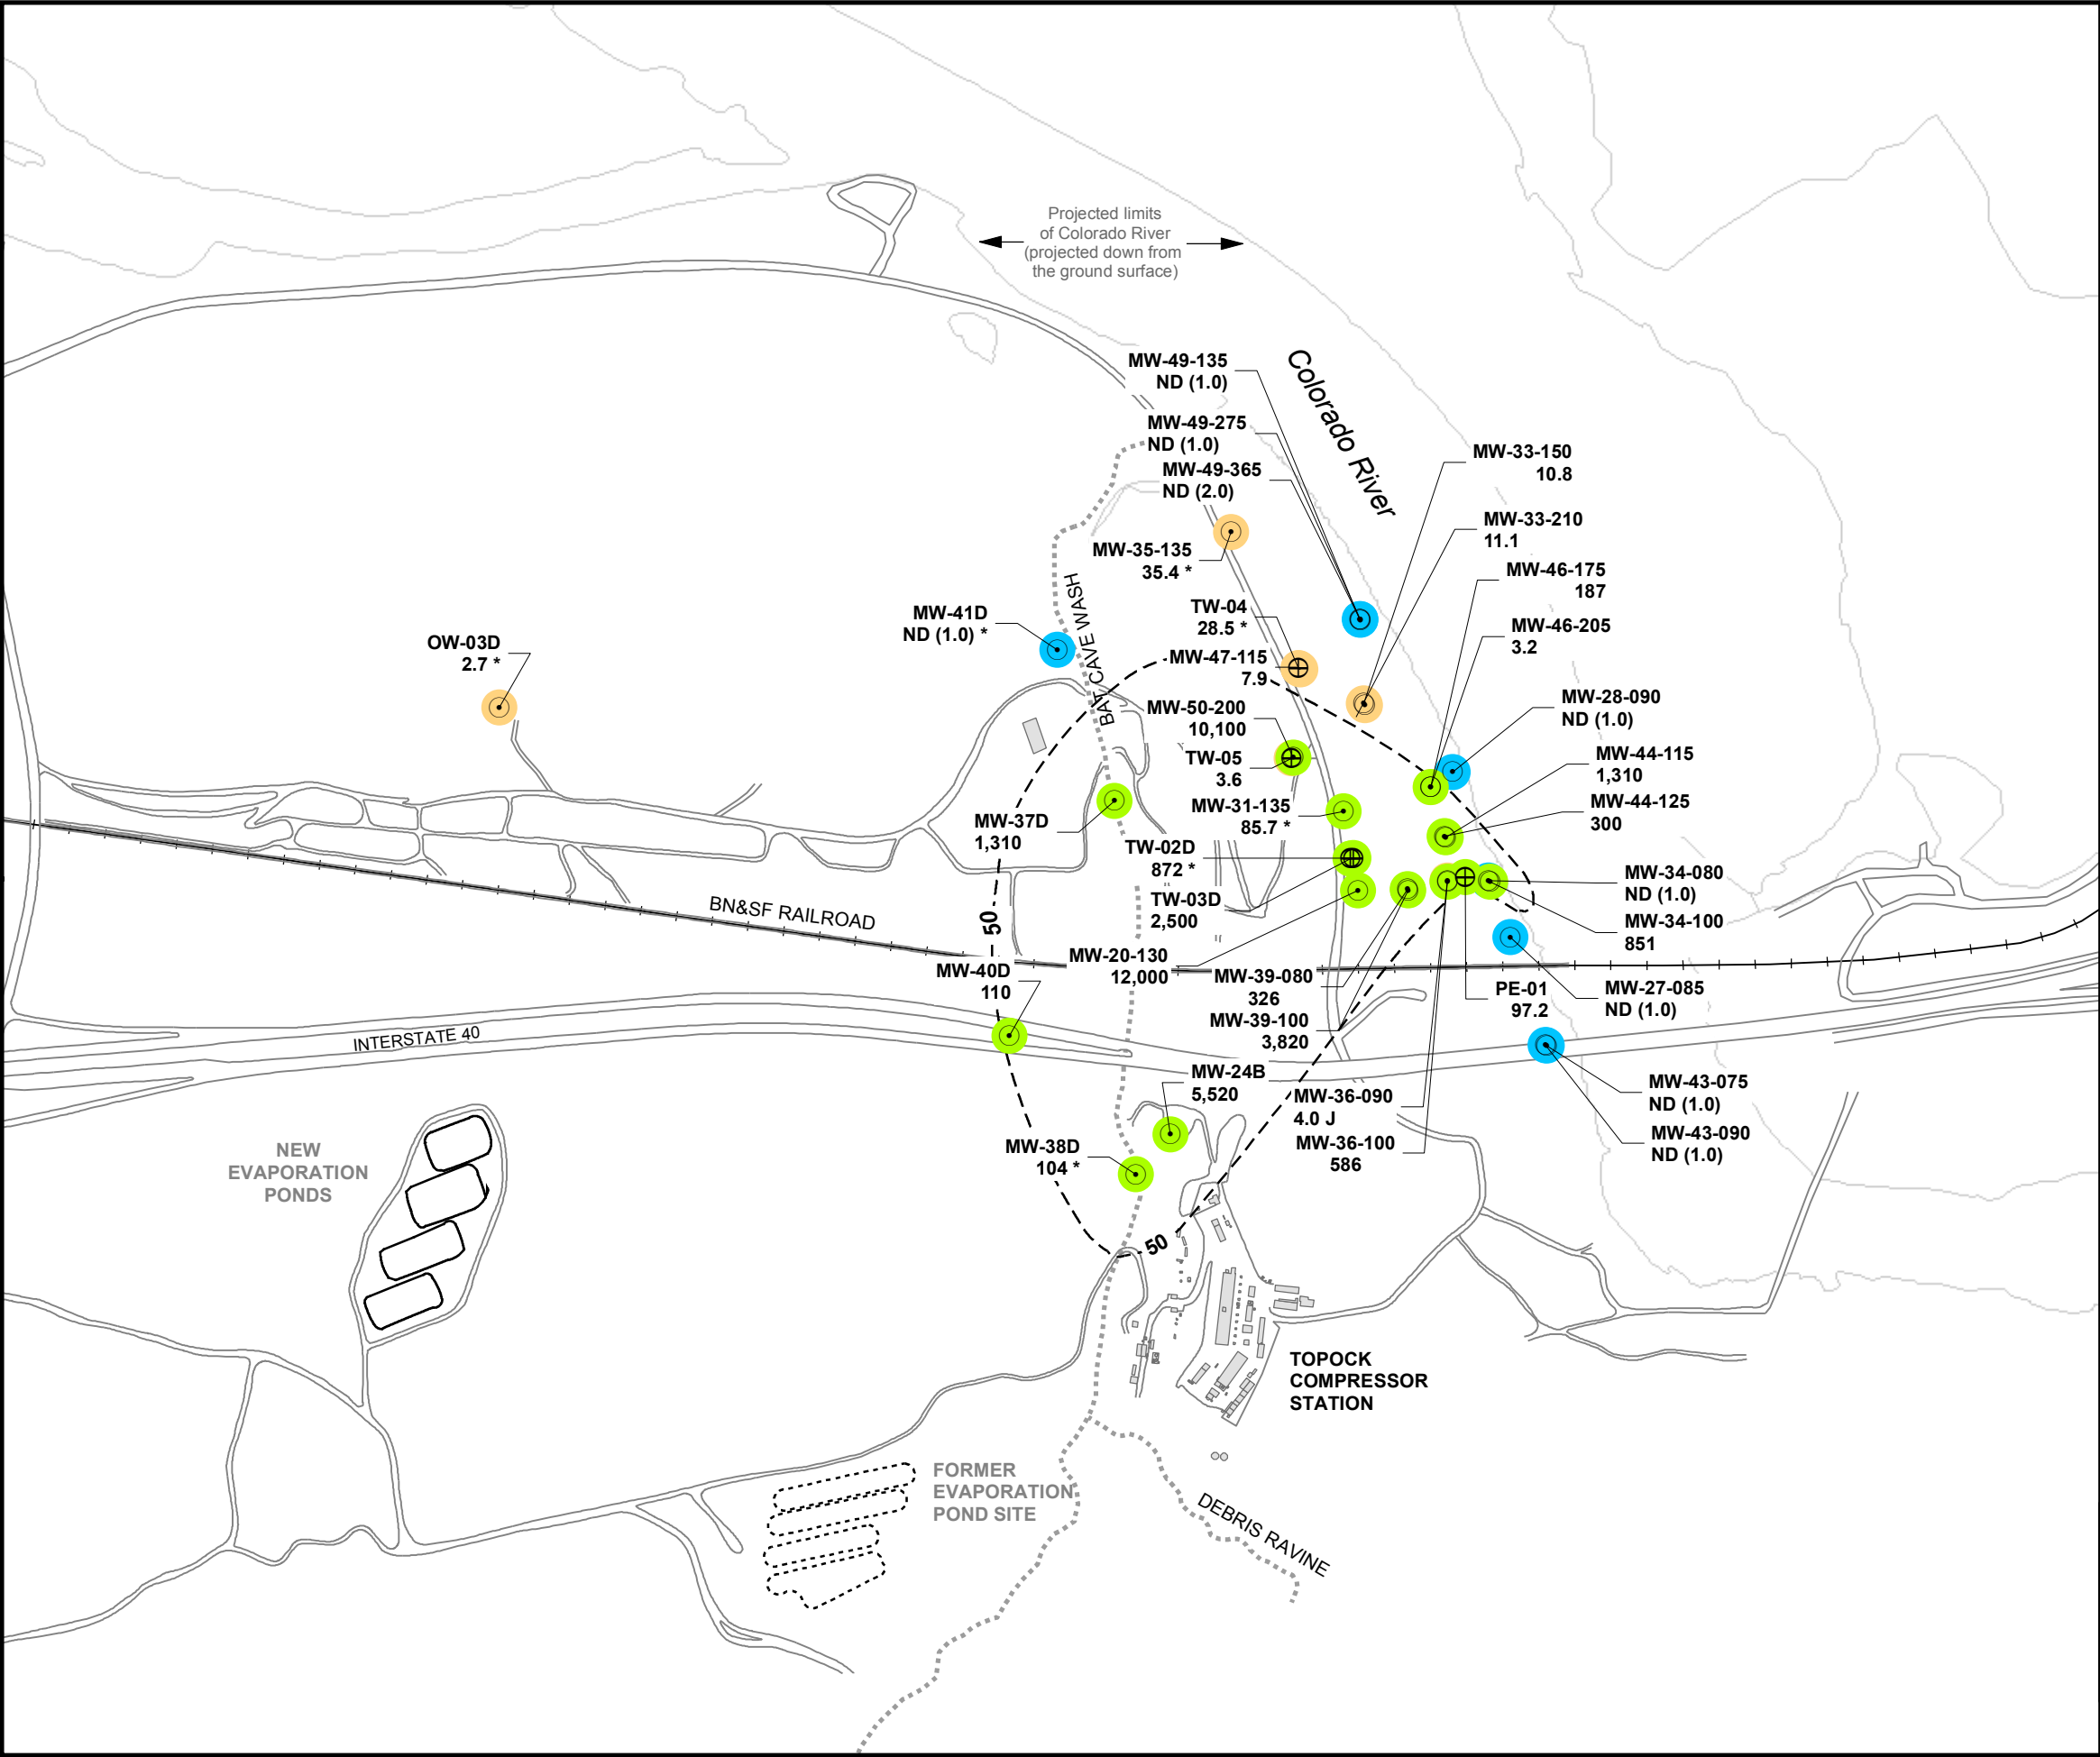 Projected limits
of Colorado River
(projected down from
the ground surface)
Colorado River
MW-49-135
ND (1.0)
MW-49-275
ND (1.0)
MW-49-365
ND (2.0)
MW-33-150
10.8
MW-33-210
11.1
MW-35-135
35.4 *
MW-46-175
187
TW-04
28.5 *
MW-46-205
3.2
MW-41D
ND (1.0) *
BAT CAVE WASH
OW-03D
2.7 *
MW-47-115
7.9
MW-28-090
ND (1.0)
MW-50-200
10,100
TW-05
3.6
MW-44-115
1,310
MW-44-125
300
MW-31-135
85.7 *
MW-37D
1,310
TW-02D
872 *
TW-03D
2,500
MW-34-080
ND (1.0)
MW-34-100
851
BN&SF RAILROAD
50
MW-20-130
12,000
MW-40D
110
MW-39-080
326
MW-39-100
3,820
PE-01
97.2
MW-27-085
ND (1.0)
INTERSTATE 40
MW-24B
5,520
MW-36-090
4.0 J
MW-36-100
586
MW-43-075
ND (1.0)
MW-43-090
ND (1.0)
MW-38D
104 *
NEW
EVAPORATION
PONDS
50
TOPOCK
COMPRESSOR
STATION
FORMER
EVAPORATION
POND SITE
DEBRIS RAVINE